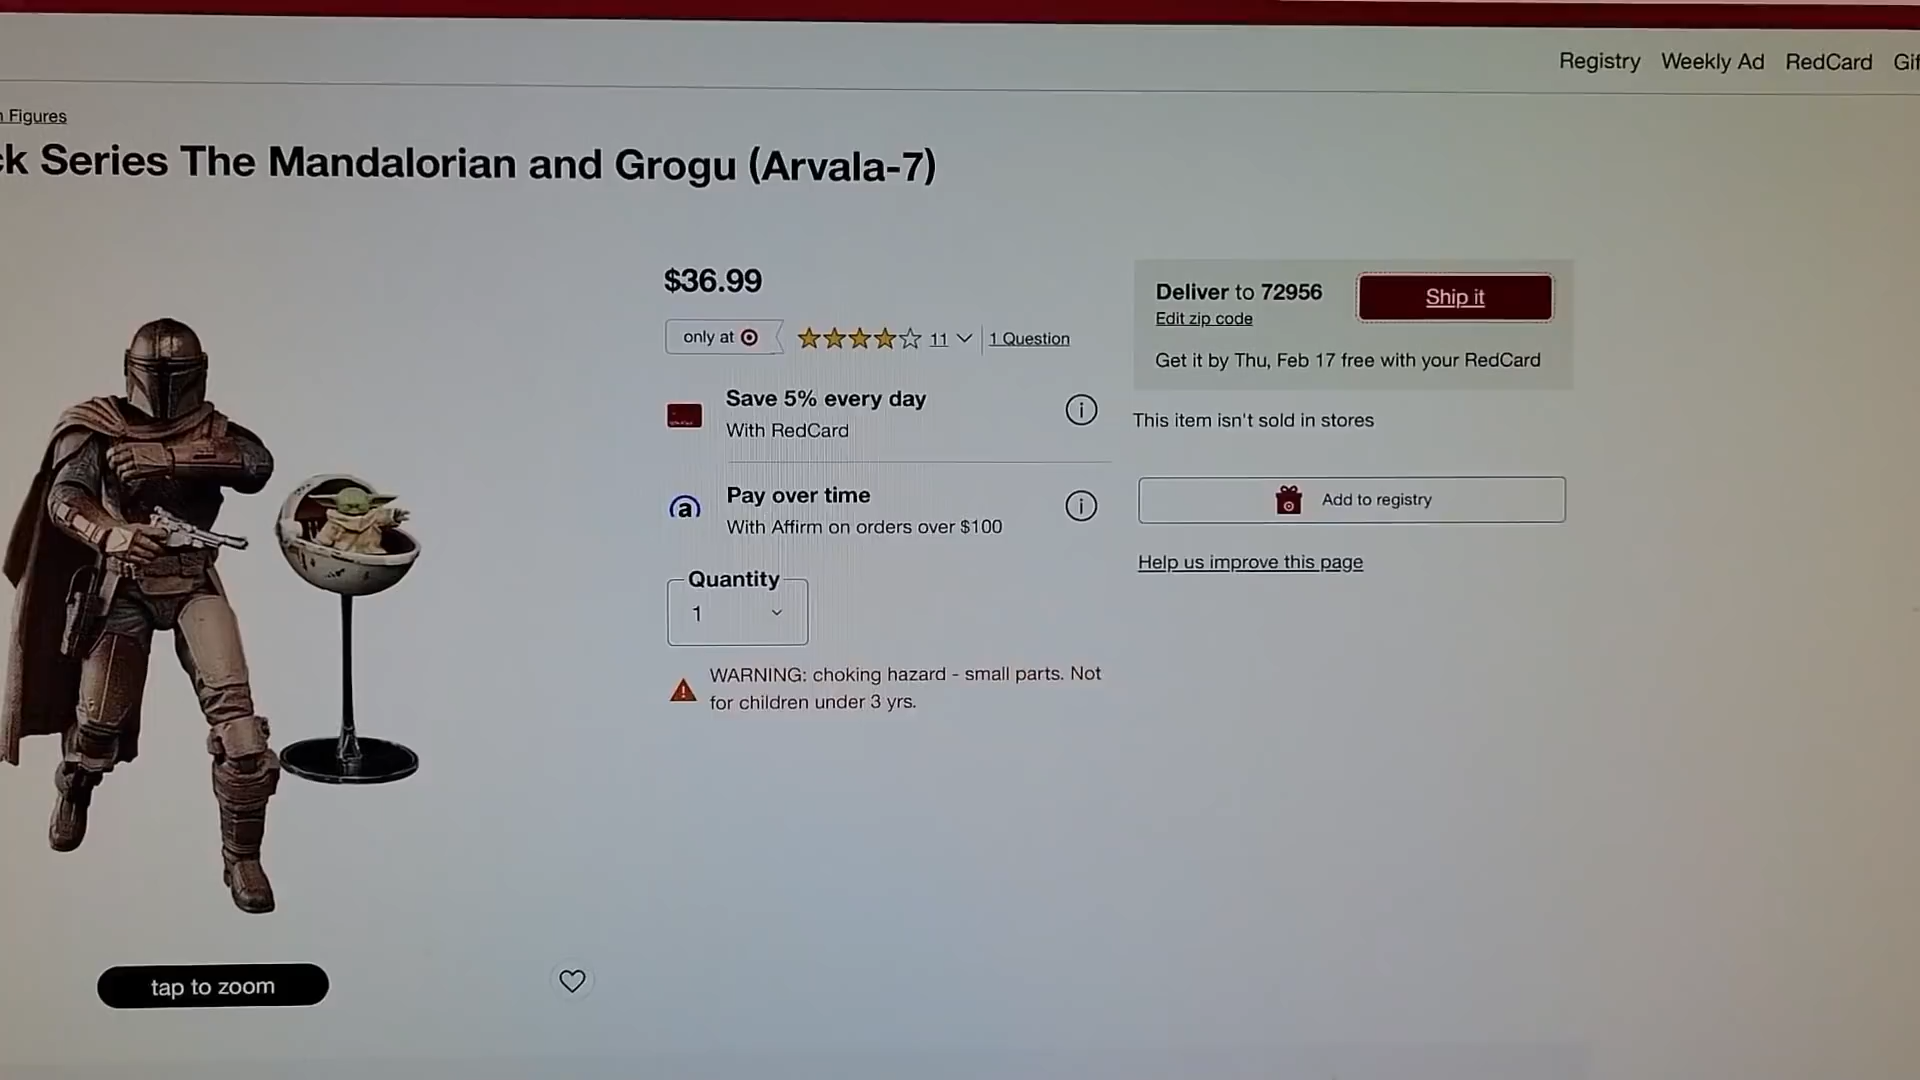 Registry Weekly Ad RedCard
Figures
Series The Mandalorian and Grogu (Arvala-7)
$36.99
only at
11
1 Question
Save 5% every day
With RedCard
a
Pay over time
With Affirm on orders over $100
Quantity
1
WARNING: choking hazard - small parts. Not
for children under 3 yrs.
Deliver to 72956
Edit zip code
Ship it
Get it by Thu, Feb 17 free with your RedCard
This item isn't sold in stores
Add to registry
Help us improve this page
tap to zoom